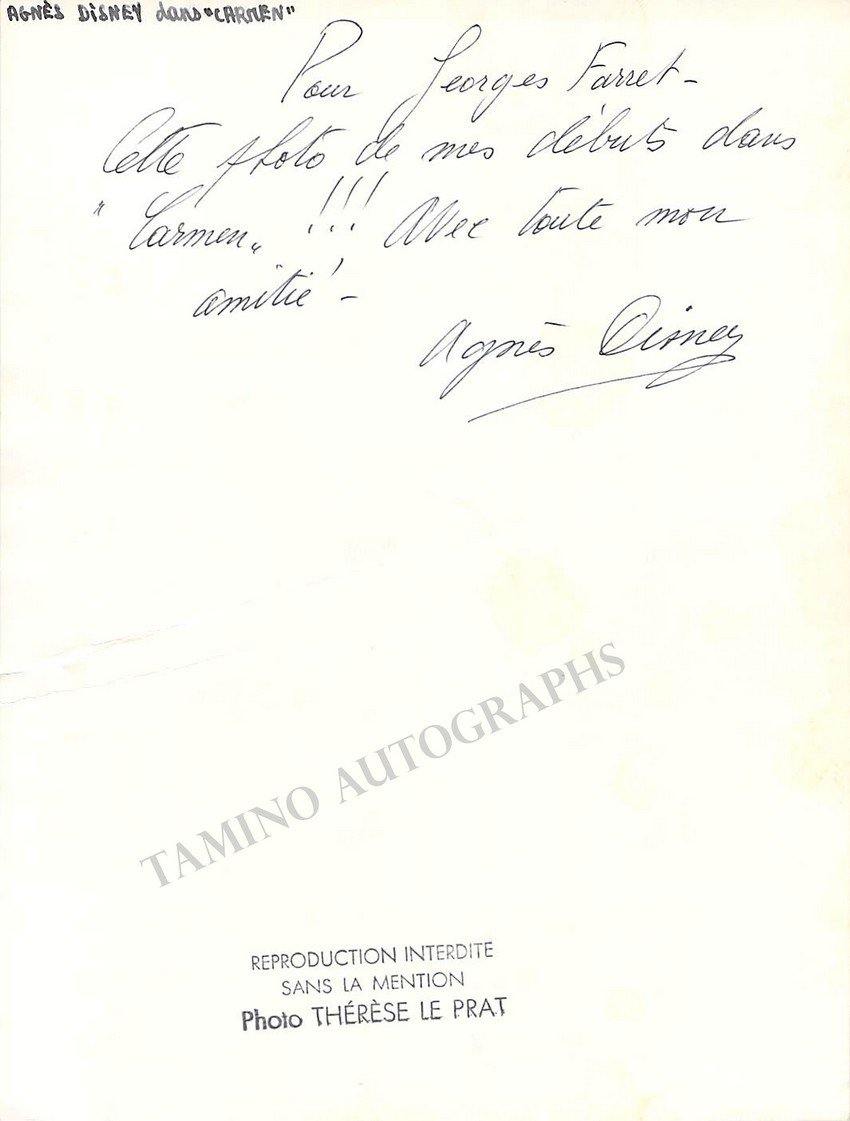 AGNÈS DISNEY dans "CARMEN"
Pour Georges Farret -
Cette photo de mes débuts dans
"Carmen" !!! Avec toute mon
amitié -
Agnès Disney
TAMINO AUTOGRAPHS
REPRODUCTION INTERDITE
SANS LA MENTION
Photo THÉRÈSE LE PRAT